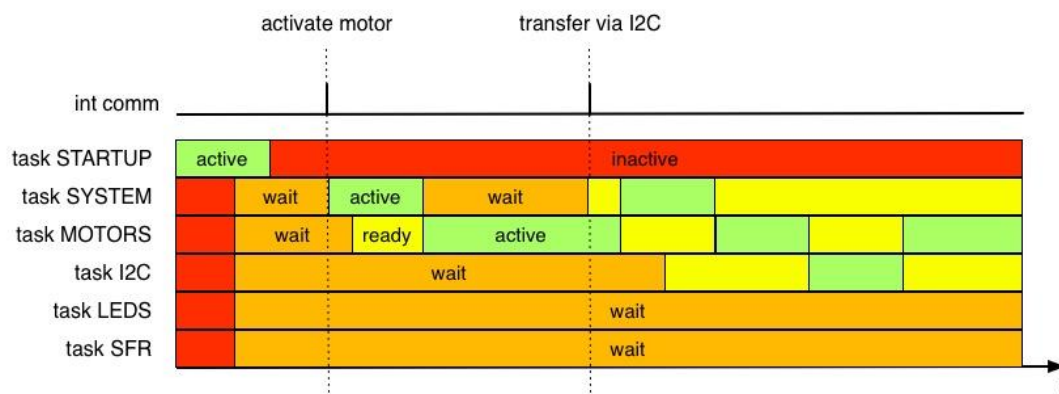 activate motor transfer via I2C
int comm
task STARTUP active inactive
task SYSTEM wait active wait
task MOTORS wait ready active
task I2C wait
task LEDS wait
task SFR wait